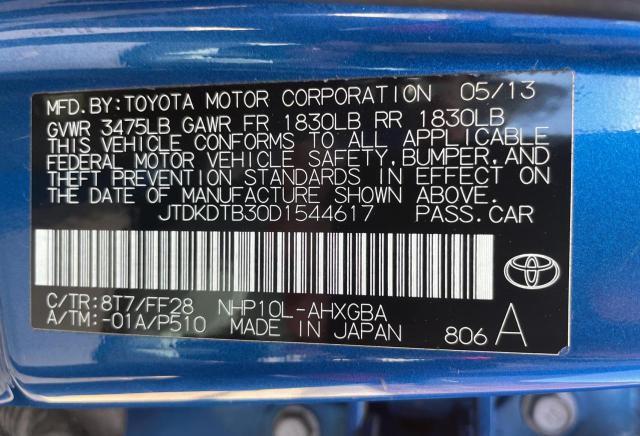 MFD.BY:TOYOTA MOTOR CORPORATION 05/13
GVWR 3475LB GAWR FR 1830LB RR 1830LB
THIS VEHICLE CONFORMS TO ALL APPLICABLE
FEDERAL MOTOR VEHICLE SAFETY,BUMPER,AND
THEFT PREVENTION STANDARDS IN EFFECT ON
THE DATE OF MANUFACTURE SHOWN ABOVE.
JTDKDTB30D1544617 PASS.CAR
C/TR:8T7/FF28 NHP10L-AHXGBA
A/TM:-01A/P510 MADE IN JAPAN 806 A